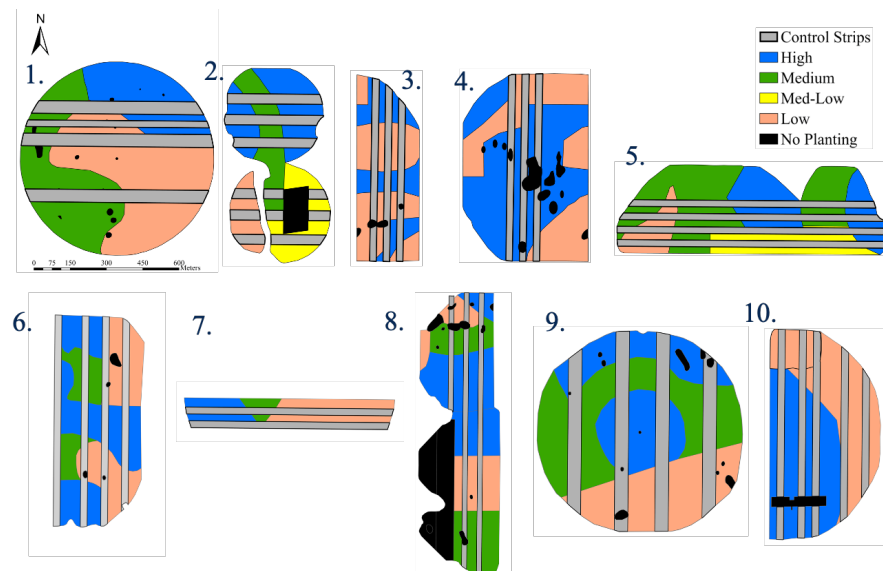 N
1.
2.
3.
4.
5.
Control Strips
High
Medium
Med-Low
Low
No Planting
0 75 150 300 450 600
Meters
6.
7.
8.
9.
10.